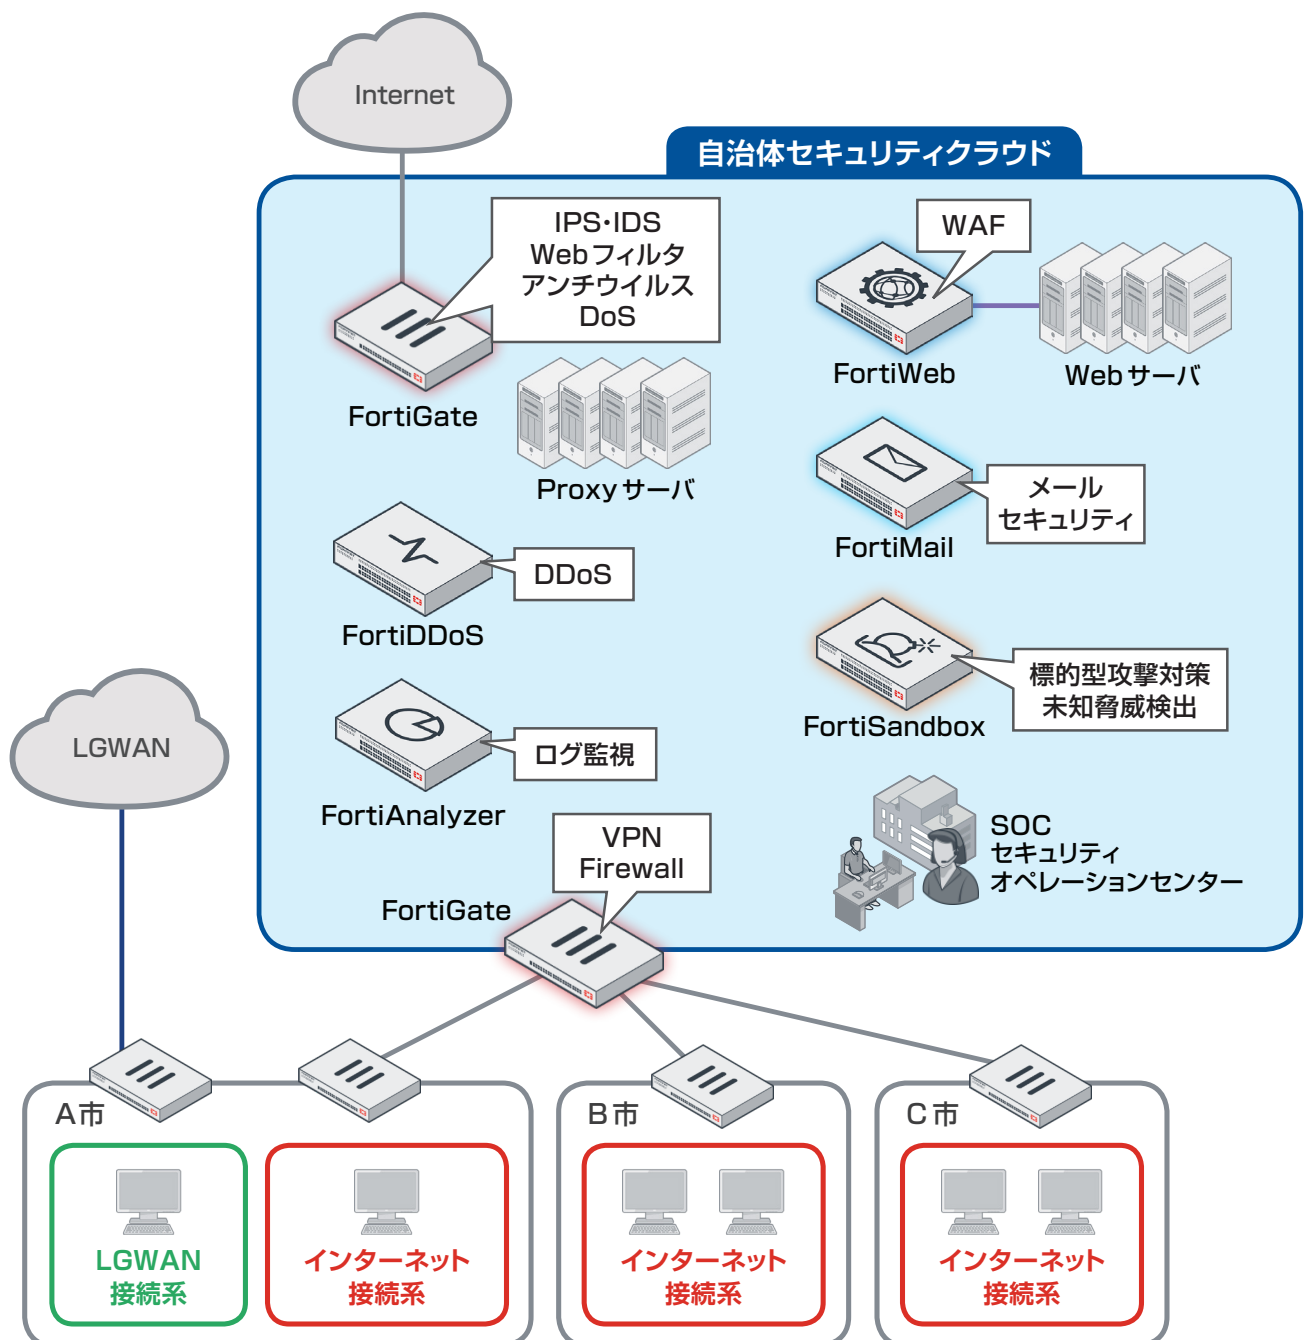 Internet
自治体セキュリティクラウド
IPS･IDS
Webフィルタ
アンチウイルス
DoS
FortiGate
Proxyサーバ
WAF
FortiWeb
Webサーバ
メール
セキュリティ
FortiMail
DDoS
FortiDDoS
標的型攻撃対策
未知脅威検出
FortiSandbox
LGWAN
ログ監視
FortiAnalyzer
SOC
セキュリティ
オペレーションセンター
VPN
Firewall
FortiGate
A市
LGWAN
接続系
インターネット
接続系
B市
インターネット
接続系
C市
インターネット
接続系